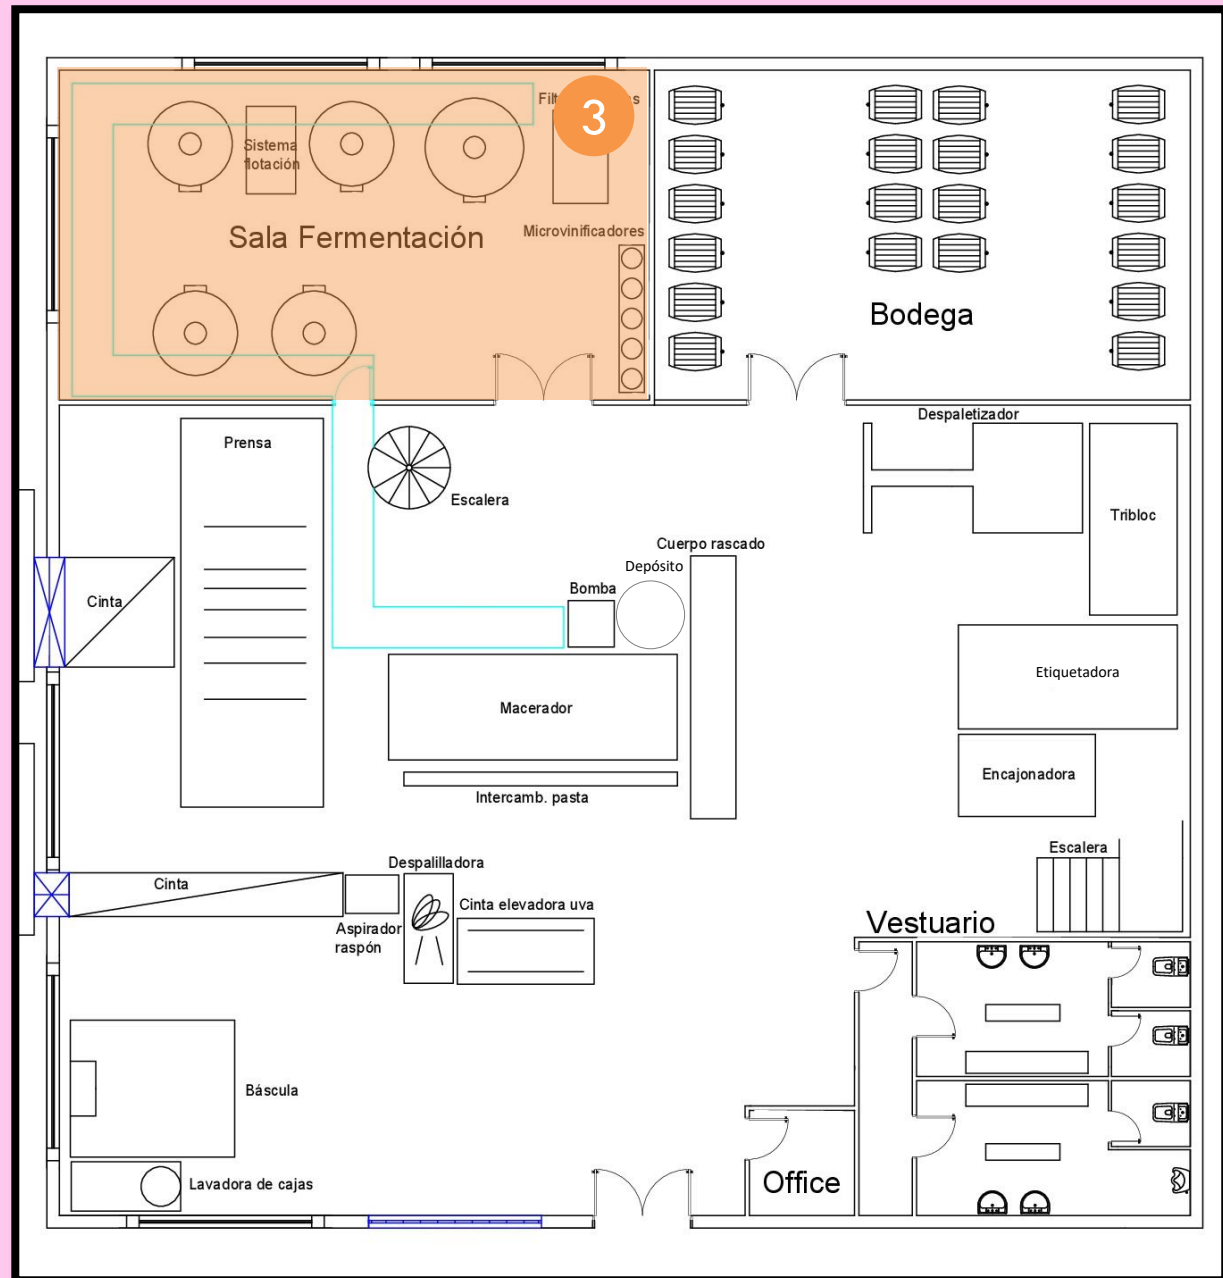 3
Sistema
flotación
Sala Fermentación
Microvinificadores
Bodega
Despaletizador
Prensa
Escalera
Tribloc
Cuerpo rascado
Depósito
Bomba
Cinta
Etiquetadora
Macerador
Encajonadora
Intercamb. pasta
Escalera
Despalilladora
Cinta
Cinta elevadora uva
Aspirador
raspón
Vestuario
Báscula
Lavadora de cajas
Office